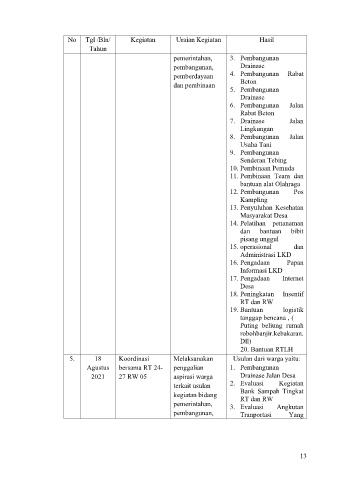 No Tgl /Bln/ Kegiatan Uraian Kegiatan Hasil
Tahun
pemerintahan,
pembangunan,
pemberdayaan
dan pembinaan
3. Pembangunan
Drainase
4. Pembangunan Rabat
Beton
5. Pembangunan
Drainase
6. Pembangunan Jalan
Rabat Beton
7. Drainase Jalan
Lingkungan
8. Pembangunan Jalan
Usaha Tani
9. Pembangunan
Senderan Tebing
10. Pembinaan Pemuda
11. Pembinaan Team dan
bantuan alat Olahraga
12. Pembangunan Pos
Kampling
13. Penyuluhan Kesehatan
Masyarakat Desa
14. Pelatihan penanaman
dan bantuan bibit
pisang unggul
15. operasional dan
Administrasi LKD
16. Pengadaan Papan
Informasi LKD
17. Pengadaan Internet
Desa
18. Peningkatan Insentif
RT dan RW
19. Bantuan logistik
tanggap bencana , (
Puting beliung rumah
robohbanjir.kebakaran.
Dll)
20. Bantuan RTLH
5.
18
Agustus
2021
Koordinasi
bersama RT 24-
27 RW 05
Melaksanakan
penggalian
aspirasi warga
terkait usulan
kegiatan bidang
pemerintahan,
pembangunan,
Usulan dari warga yaitu:
1. Pembangunan
Drainase Jalan Desa
2. Evaluasi Kegiatan
Bank Sampah Tingkat
RT dan RW
3. Evaluasi Angkutan
Tranportasi Yang
13